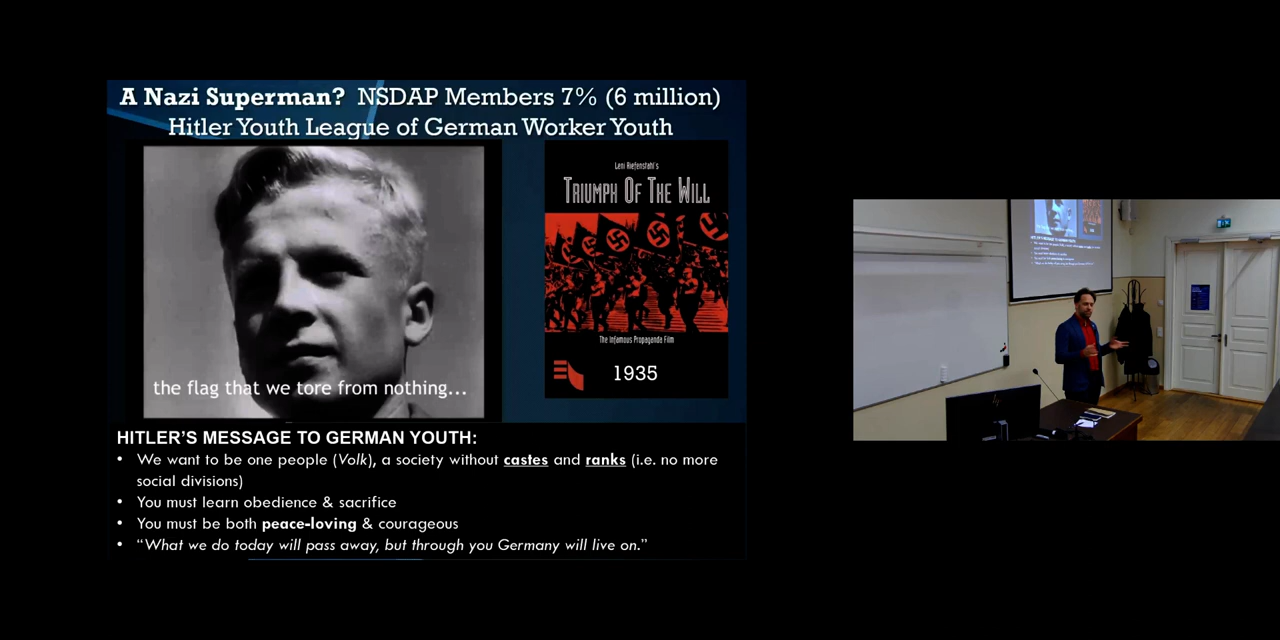 A Nazi Superman? NSDAP Members 7% (6 million)
Hitler Youth League of German Worker Youth
the flag that we tore from nothing...
Leni Riefenstahl's
TRIUMPH OF THE WILL
The Infamous Propaganda Film
1935
HITLER'S MESSAGE TO GERMAN YOUTH:
• We want to be one people (Volk), a society without castes and ranks (i.e. no more
social divisions)
• You must learn obedience & sacrifice
• You must be both peace-loving & courageous
• “What we do today will pass away, but through you Germany will live on.”